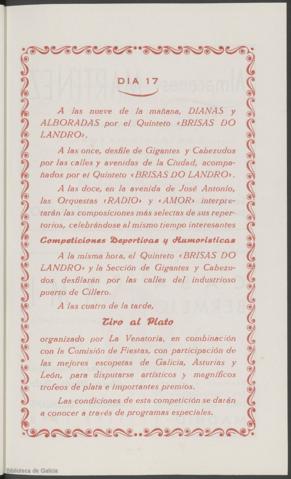 DIA 17
A las nueve de la mañana, DIANAS y
ALBORADAS por el Quinteto «BRISAS DO
LANDRO».
A las once, desfile de Gigantes y Cabezudos
por las calles y avenidas de la Ciudad, acompa-
ñados por el Quinteto «BRISAS DO LANDRO».
A las doce, en la avenida de José Antonio,
las Orquestas «RADIO» y «AMOR» interpre-
tarán las composiciones más selectas de sus reper-
torios, celebrándose al mismo tiempo interesantes
Competiciones Deportivas y Humorísticas
A la misma hora, el Quinteto «BRISAS DO
LANDRO» y la Sección de Gigantes y Cabezu-
dos desfilarán por las calles del industrioso
puerto de Cillero.
A las cuatro de la tarde,
Tiro al Plato
organizado por La Venatoria, en combinación
con la Comisión de Fiestas, con participación de
las mejores escopetas de Galicia, Asturias y
León, para disputarse artísticos y magníficos
trofeos de plata e importantes premios.
Las condiciones de esta competición se darán
a conocer a través de programas especiales.
Biblioteca de Galicia